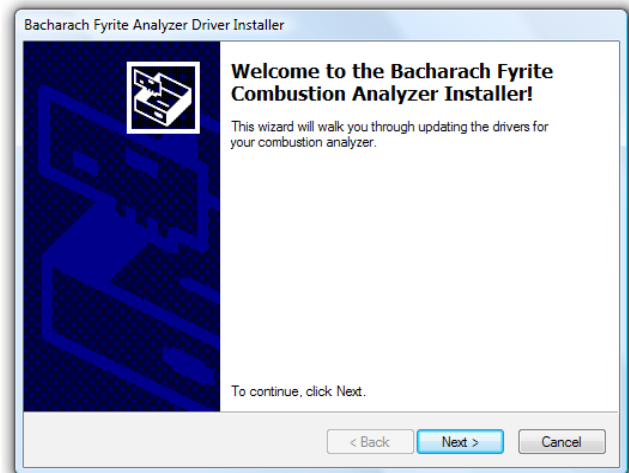 Bacharach Fyrite Analyzer Driver Installer
Welcome to the Bacharach Fyrite
Combustion Analyzer Installer!
This wizard will walk you through updating the drivers for
your combustion analyzer.
To continue, click Next.
< Back Next > Cancel